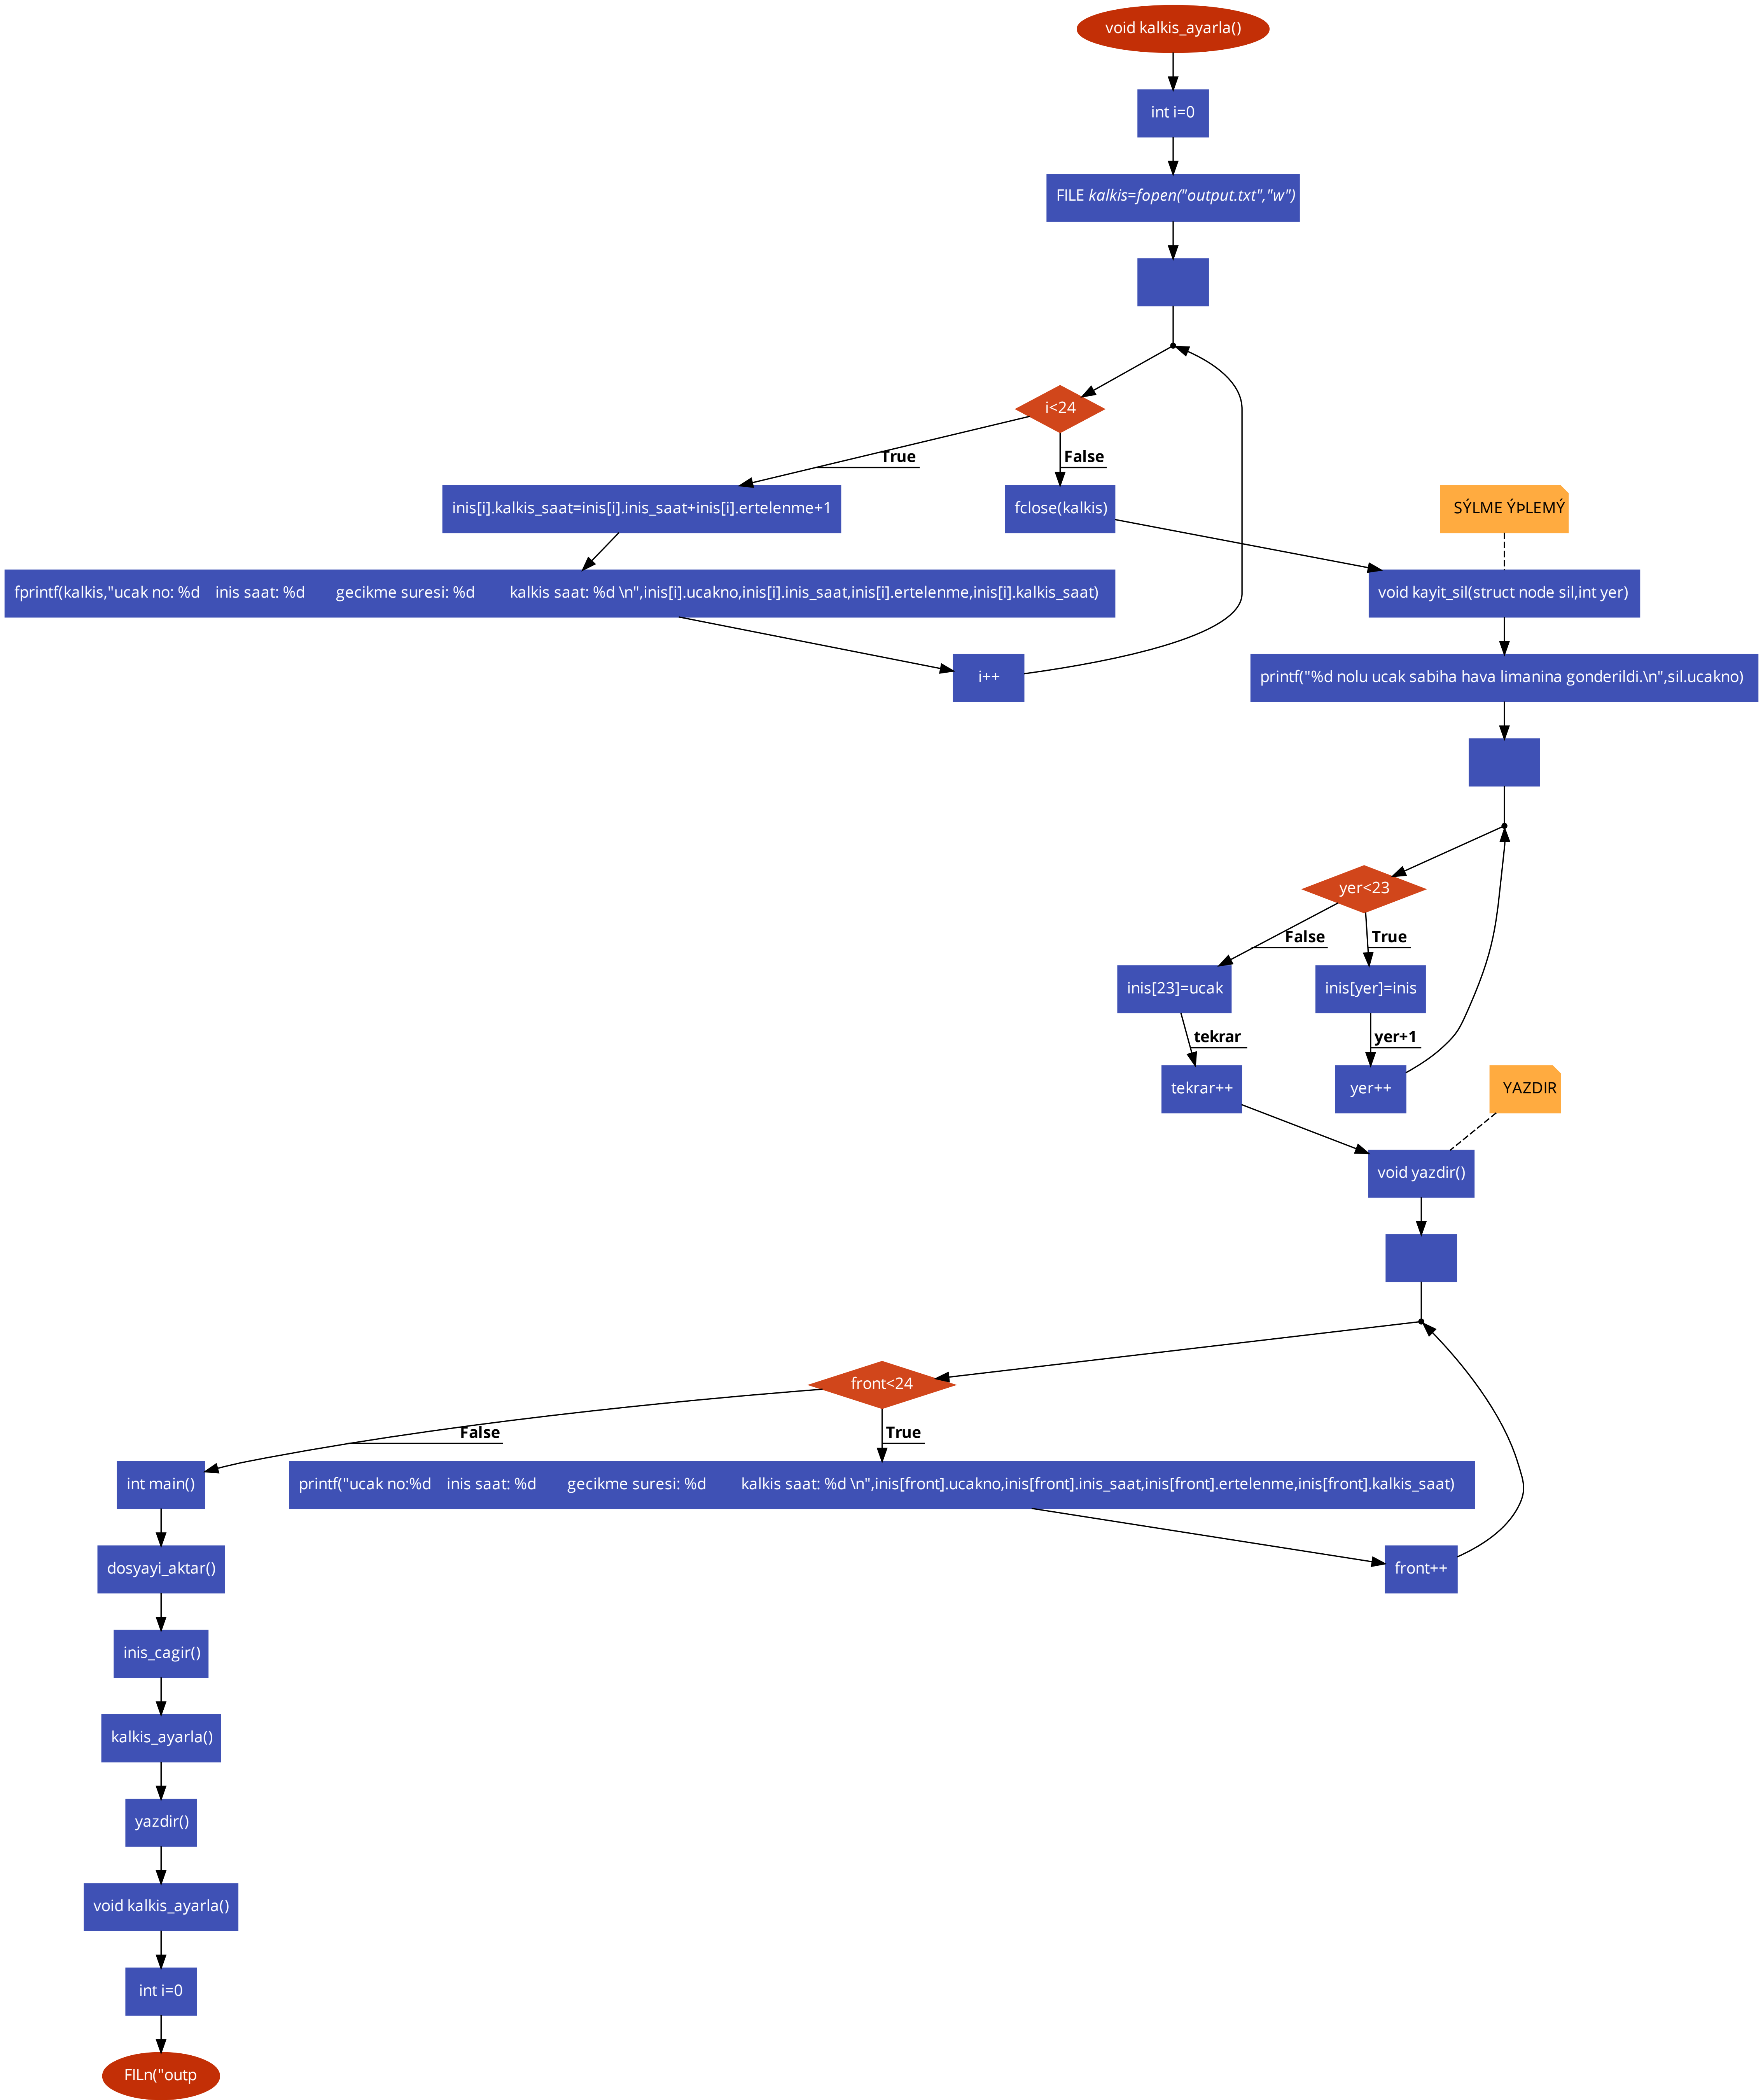 void kalkis_ayarla()
int i=0
FILE kalkis=fopen("output.txt","w")
i<24
True
False
inis[i].kalkis_saat=inis[i].inis_saat+inis[i].ertelenme+1
fclose(kalkis)
SÝLME ÝÞLEMÝ
fprintf(kalkis,"ucak no: %d    inis saat: %d        gecikme suresi: %d         kalkis saat: %d \n",inis[i].ucakno,inis[i].inis_saat,inis[i].ertelenme,inis[i].kalkis_saat)
void kayit_sil(struct node sil,int yer)
i++
printf("%d nolu ucak sabiha hava limanina gonderildi.\n",sil.ucakno)
yer<23
False
True
inis[23]=ucak
inis[yer]=inis
tekrar
yer+1
tekrar++
yer++
YAZDIR
void yazdir()
front<24
False
True
int main()
printf("ucak no:%d    inis saat: %d        gecikme suresi: %d         kalkis saat: %d \n",inis[front].ucakno,inis[front].inis_saat,inis[front].ertelenme,inis[front].kalkis_saat)
dosyayi_aktar()
front++
inis_cagir()
kalkis_ayarla()
yazdir()
void kalkis_ayarla()
int i=0
FILn("outp